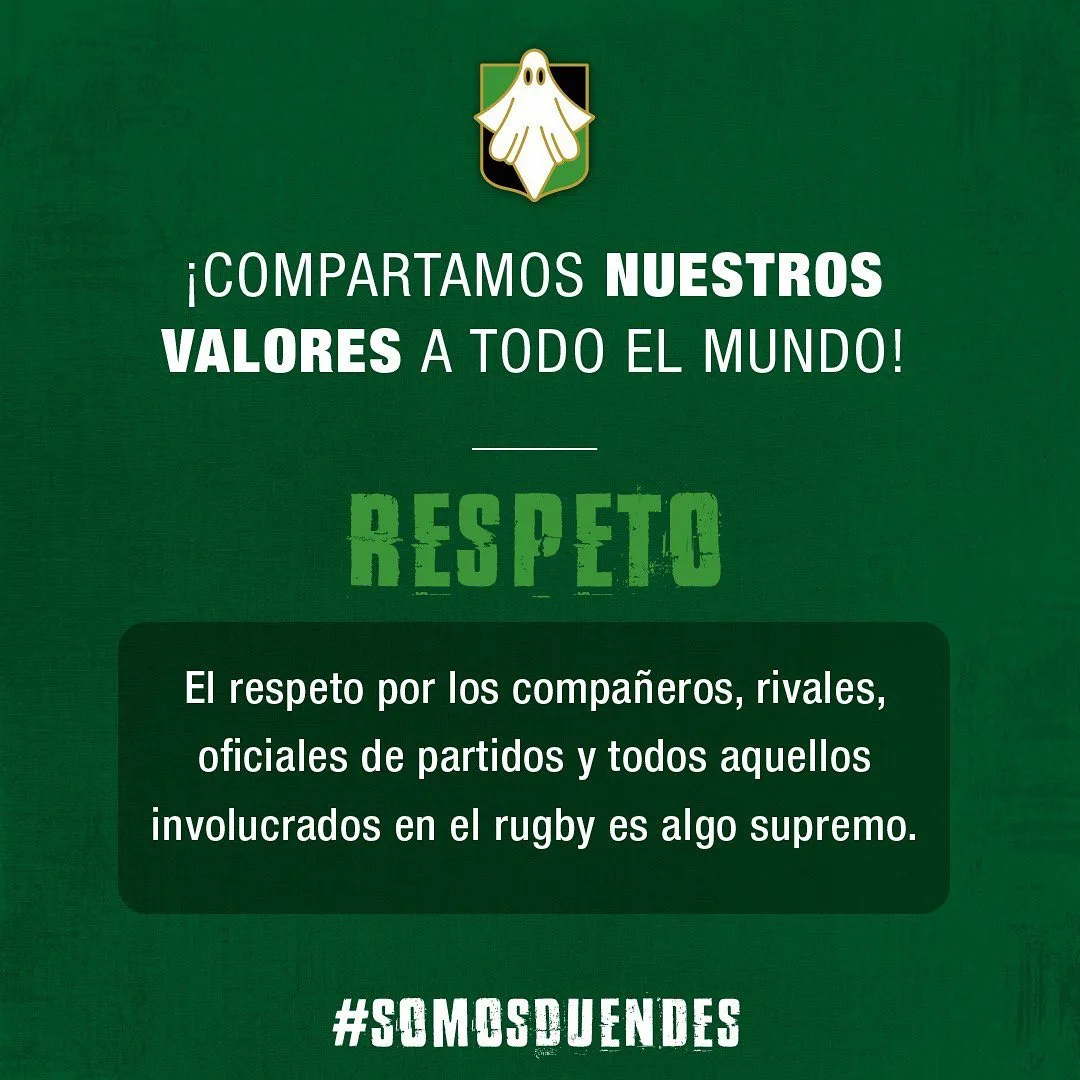 ¡COMPARTAMOS NUESTROS
VALORES A TODO EL MUNDO!
RESPETO
El respeto por los compañeros, rivales,
oficiales de partidos y todos aquellos
involucrados en el rugby es algo supremo.
#SOMOSDUENDES